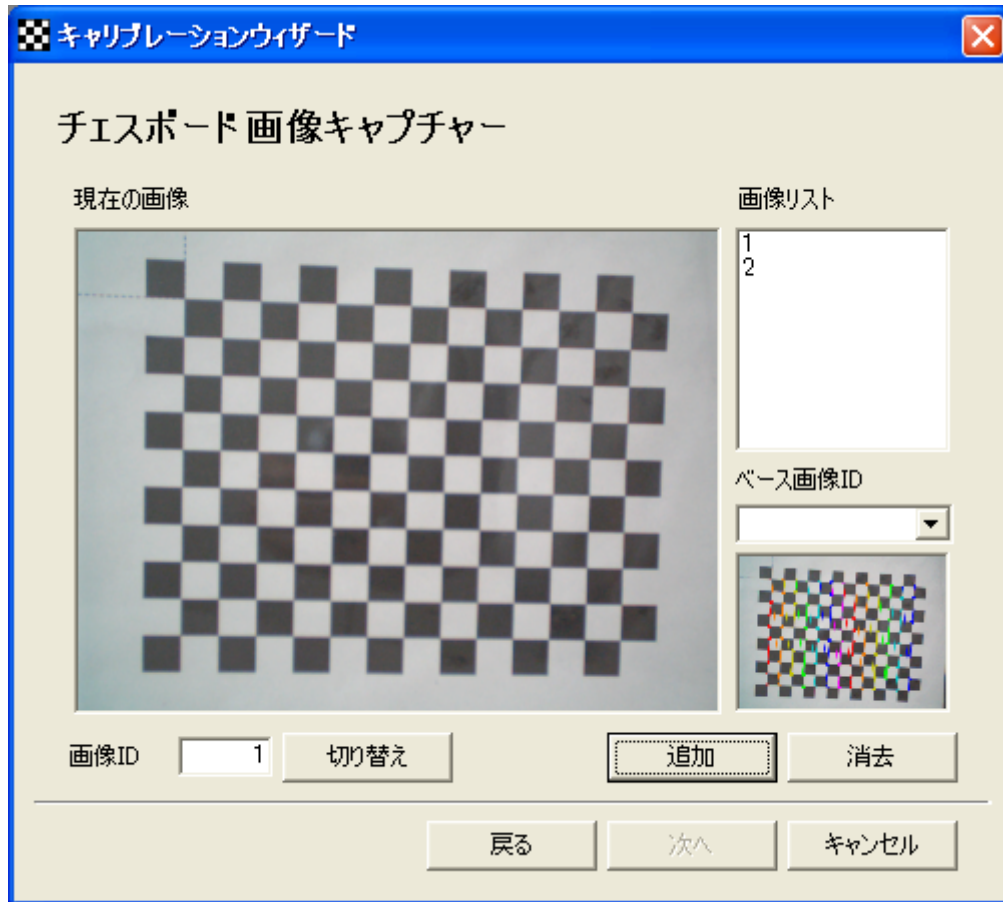 キャリブレーションウィザード
チェスボード画像キャプチャー
現在の画像
画像リスト
1
2
ベース画像ID
画像ID
1
切り替え
追加
消去
戻る
次へ
キャンセル